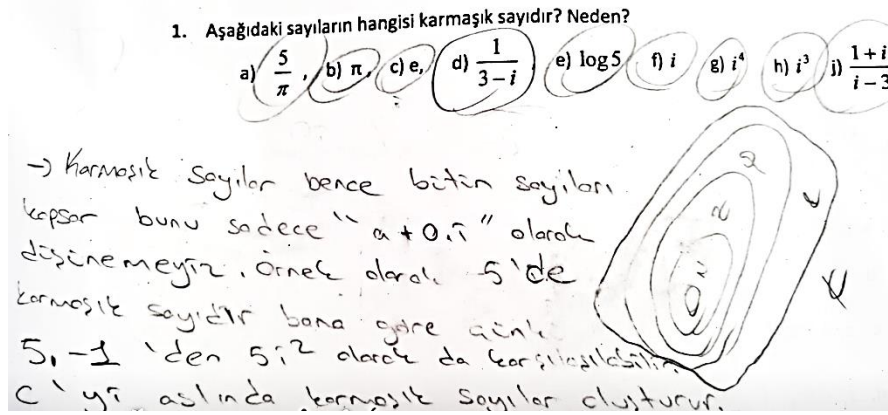 1. Aşağıdaki sayıların hangisi karmaşık sayıdır? Neden?
a) 5/π , b) π, c) e, d) 1/(3−i) e) log5 f) i g) i⁴ h) i³ j) (1+i)/(i−3
→) Karmaşık Sayılar bence bütün sayıları
kapsar bunu sadece "a+0.i" olarak
düşünemeyiz. Örnek olarak 5'de
karmaşık sayıdır bana göre çünkü
5.-1 'den 5i² olarak da karşılaşılabilir
C'yi aslında karmaşık sayılar oluşturur.